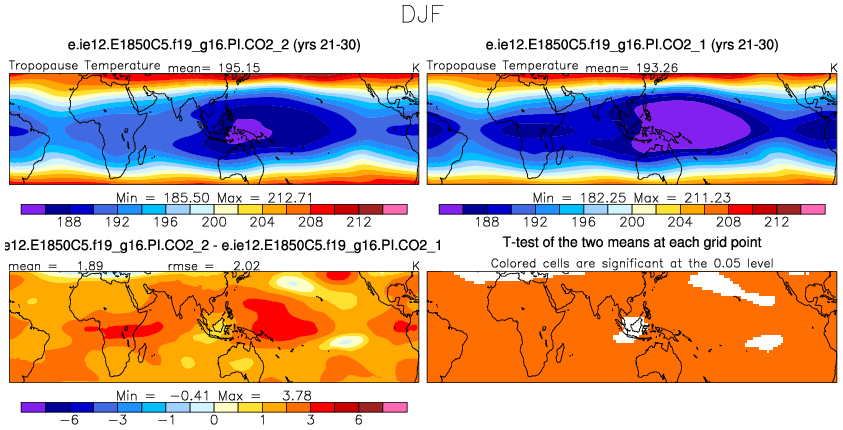 DJF
e.ie12.E1850C5.f19_g16.PI.CO2_2 (yrs 21-30)
Tropopause Temperature mean= 195.15 K
Min = 185.50 Max = 212.71
188 192 196 200 204 208 212
e.ie12.E1850C5.f19_g16.PI.CO2_1 (yrs 21-30)
Tropopause Temperature mean= 193.26 K
Min = 182.25 Max = 211.23
188 192 196 200 204 208 212
e12.E1850C5.f19_g16.PI.CO2_2 - e.ie12.E1850C5.f19_g16.PI.CO2_1
mean = 1.89 rmse = 2.02 K
Min = -0.41 Max = 3.78
-6 -3 -1 0 1 3 6
T-test of the two means at each grid point
Colored cells are significant at the 0.05 level